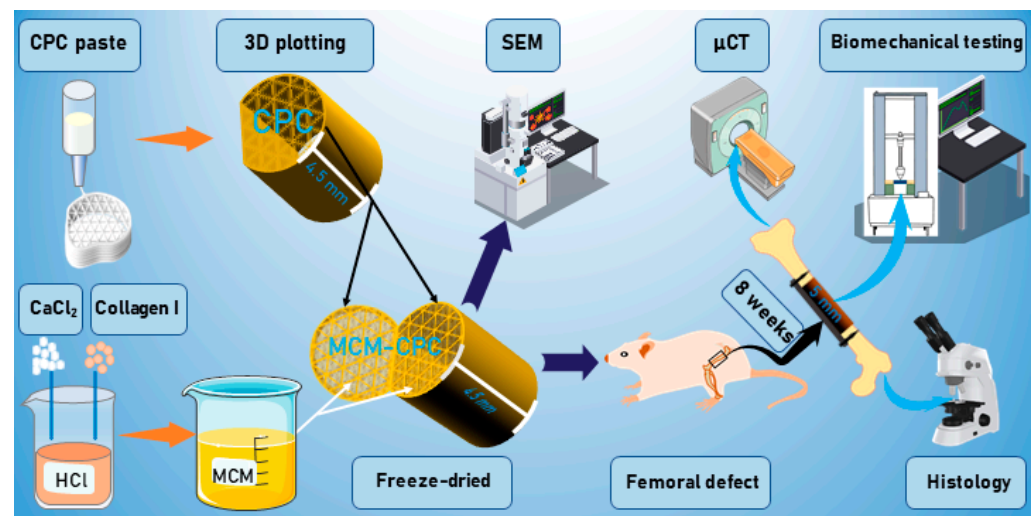 CPC paste
3D plotting
SEM
µCT
Biomechanical testing
CPC
4.5 mm
CaCl₂
Collagen I
MCM-CPC
4.5 mm
8 weeks
5 mm
HCl
MCM
Freeze-dried
Femoral defect
Histology